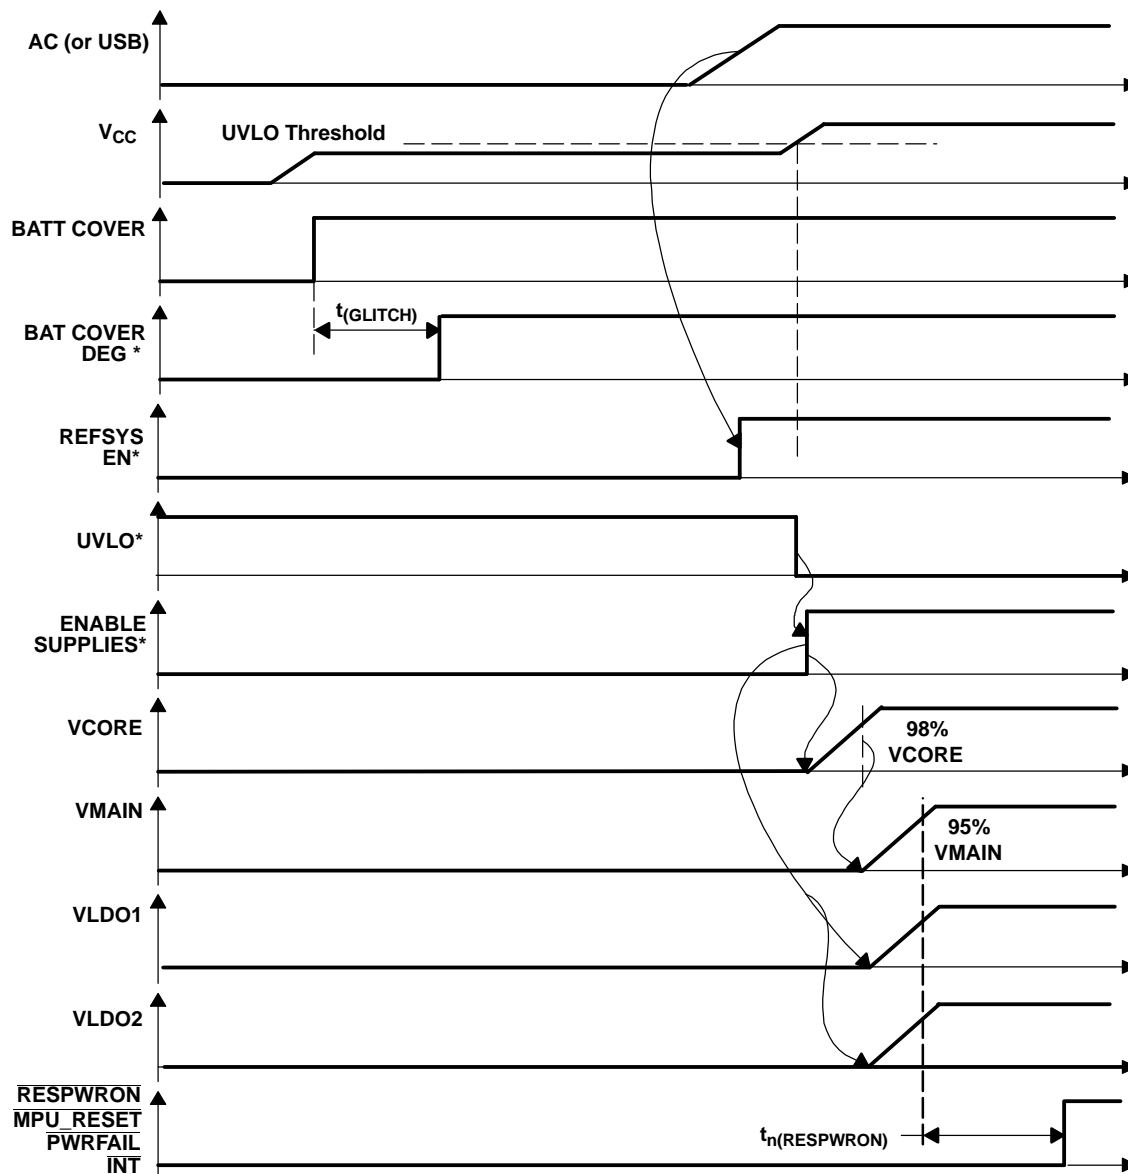 AC (or USB)
VCC
UVLO Threshold
BATT COVER
t(GLITCH)
BAT COVER
DEG *
REFSYS
EN*
UVLO*
ENABLE
SUPPLIES*
VCORE
98%
VCORE
VMAIN
95%
VMAIN
VLDO1
VLDO2
RESPWRON
MPU_RESET
PWRFAIL
INT
tn(RESPWRON)